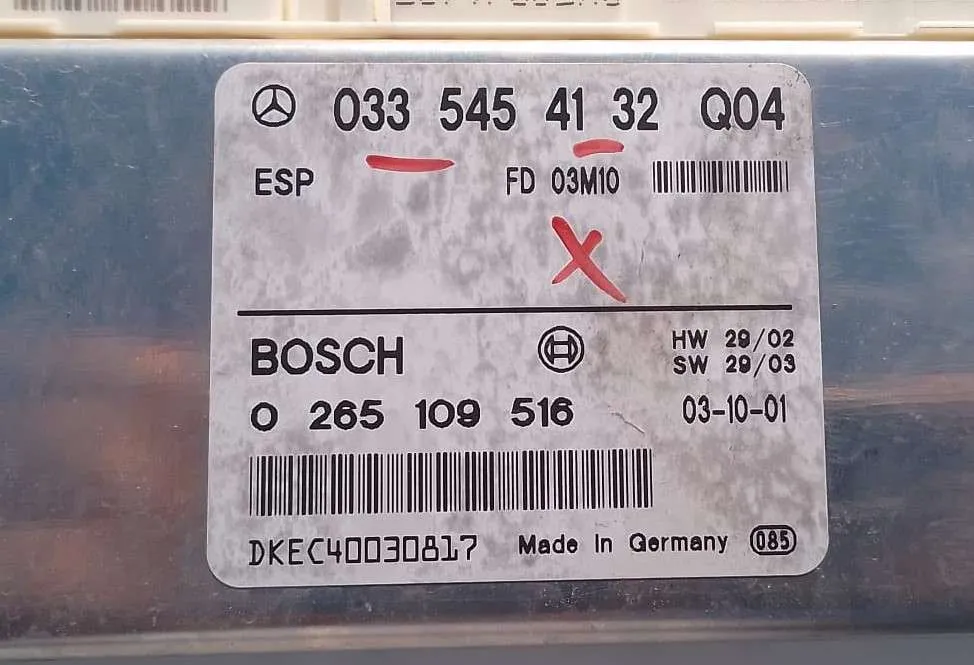 033 545 41 32 Q04
ESP FD 03M10
BOSCH HW 29/02
SW 29/03
0 265 109 516 03-10-01
DKEC40030817 Made in Germany 085